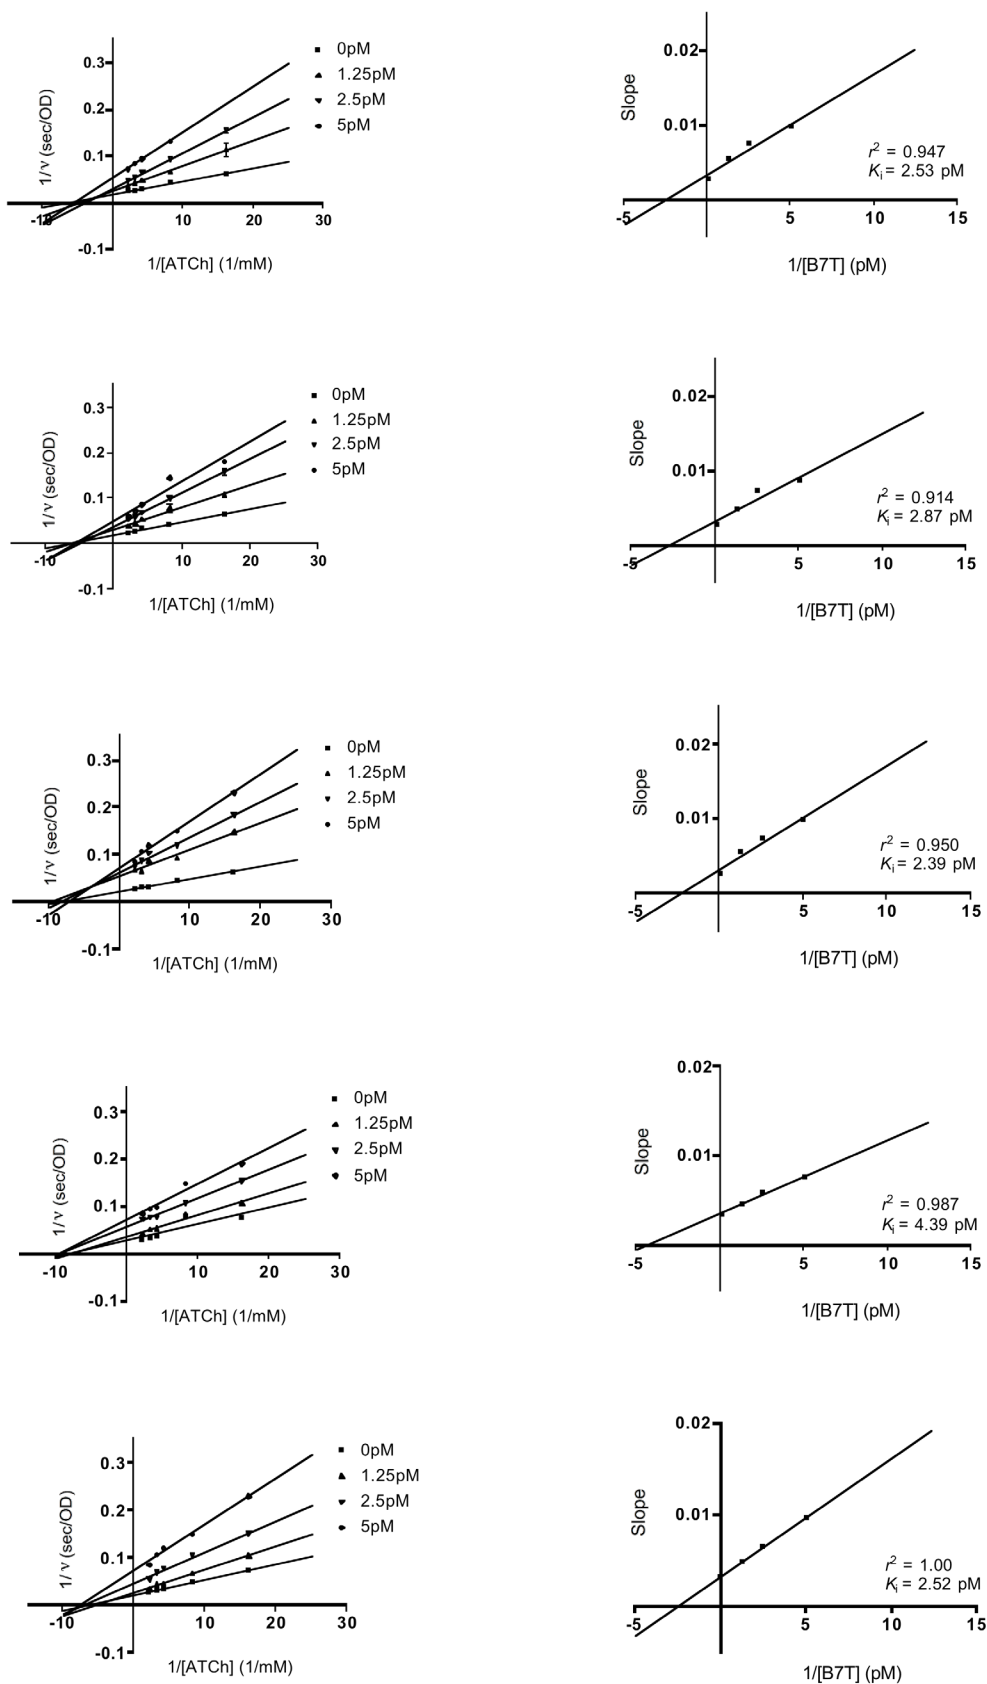 0pM
1.25pM
2.5pM
5pM
0.3
0.2
0.1
-0.1
-10
10
20
30
1/v (sec/OD)
1/[ATCh] (1/mM)
0.02
0.01
Slope
-5
5
10
15
r² = 0.947
Ki = 2.53 pM
1/[B7T] (pM)
0pM
1.25pM
2.5pM
5pM
0.3
0.2
0.1
-0.1
-10
10
20
30
1/v (sec/OD)
1/[ATCh] (1/mM)
0.02
0.01
Slope
-5
5
10
15
r² = 0.914
Ki = 2.87 pM
1/[B7T] (pM)
0pM
1.25pM
2.5pM
5pM
0.3
0.2
0.1
-0.1
-10
10
20
30
1/v (sec/OD)
1/[ATCh] (1/mM)
0.02
0.01
Slope
-5
5
10
15
r² = 0.950
Ki = 2.39 pM
1/[B7T] (pM)
0pM
1.25pM
2.5pM
5pM
0.3
0.2
0.1
-0.1
-10
10
20
30
1/v (sec/OD)
1/[ATCh] (1/mM)
0.02
0.01
Slope
-5
5
10
15
r² = 0.987
Ki = 4.39 pM
1/[B7T] (pM)
0pM
1.25pM
2.5pM
5pM
0.3
0.2
0.1
-0.1
-10
10
20
30
1/v (sec/OD)
1/[ATCh] (1/mM)
0.02
0.01
Slope
-5
5
10
15
r² = 1.00
Ki = 2.52 pM
1/[B7T] (pM)